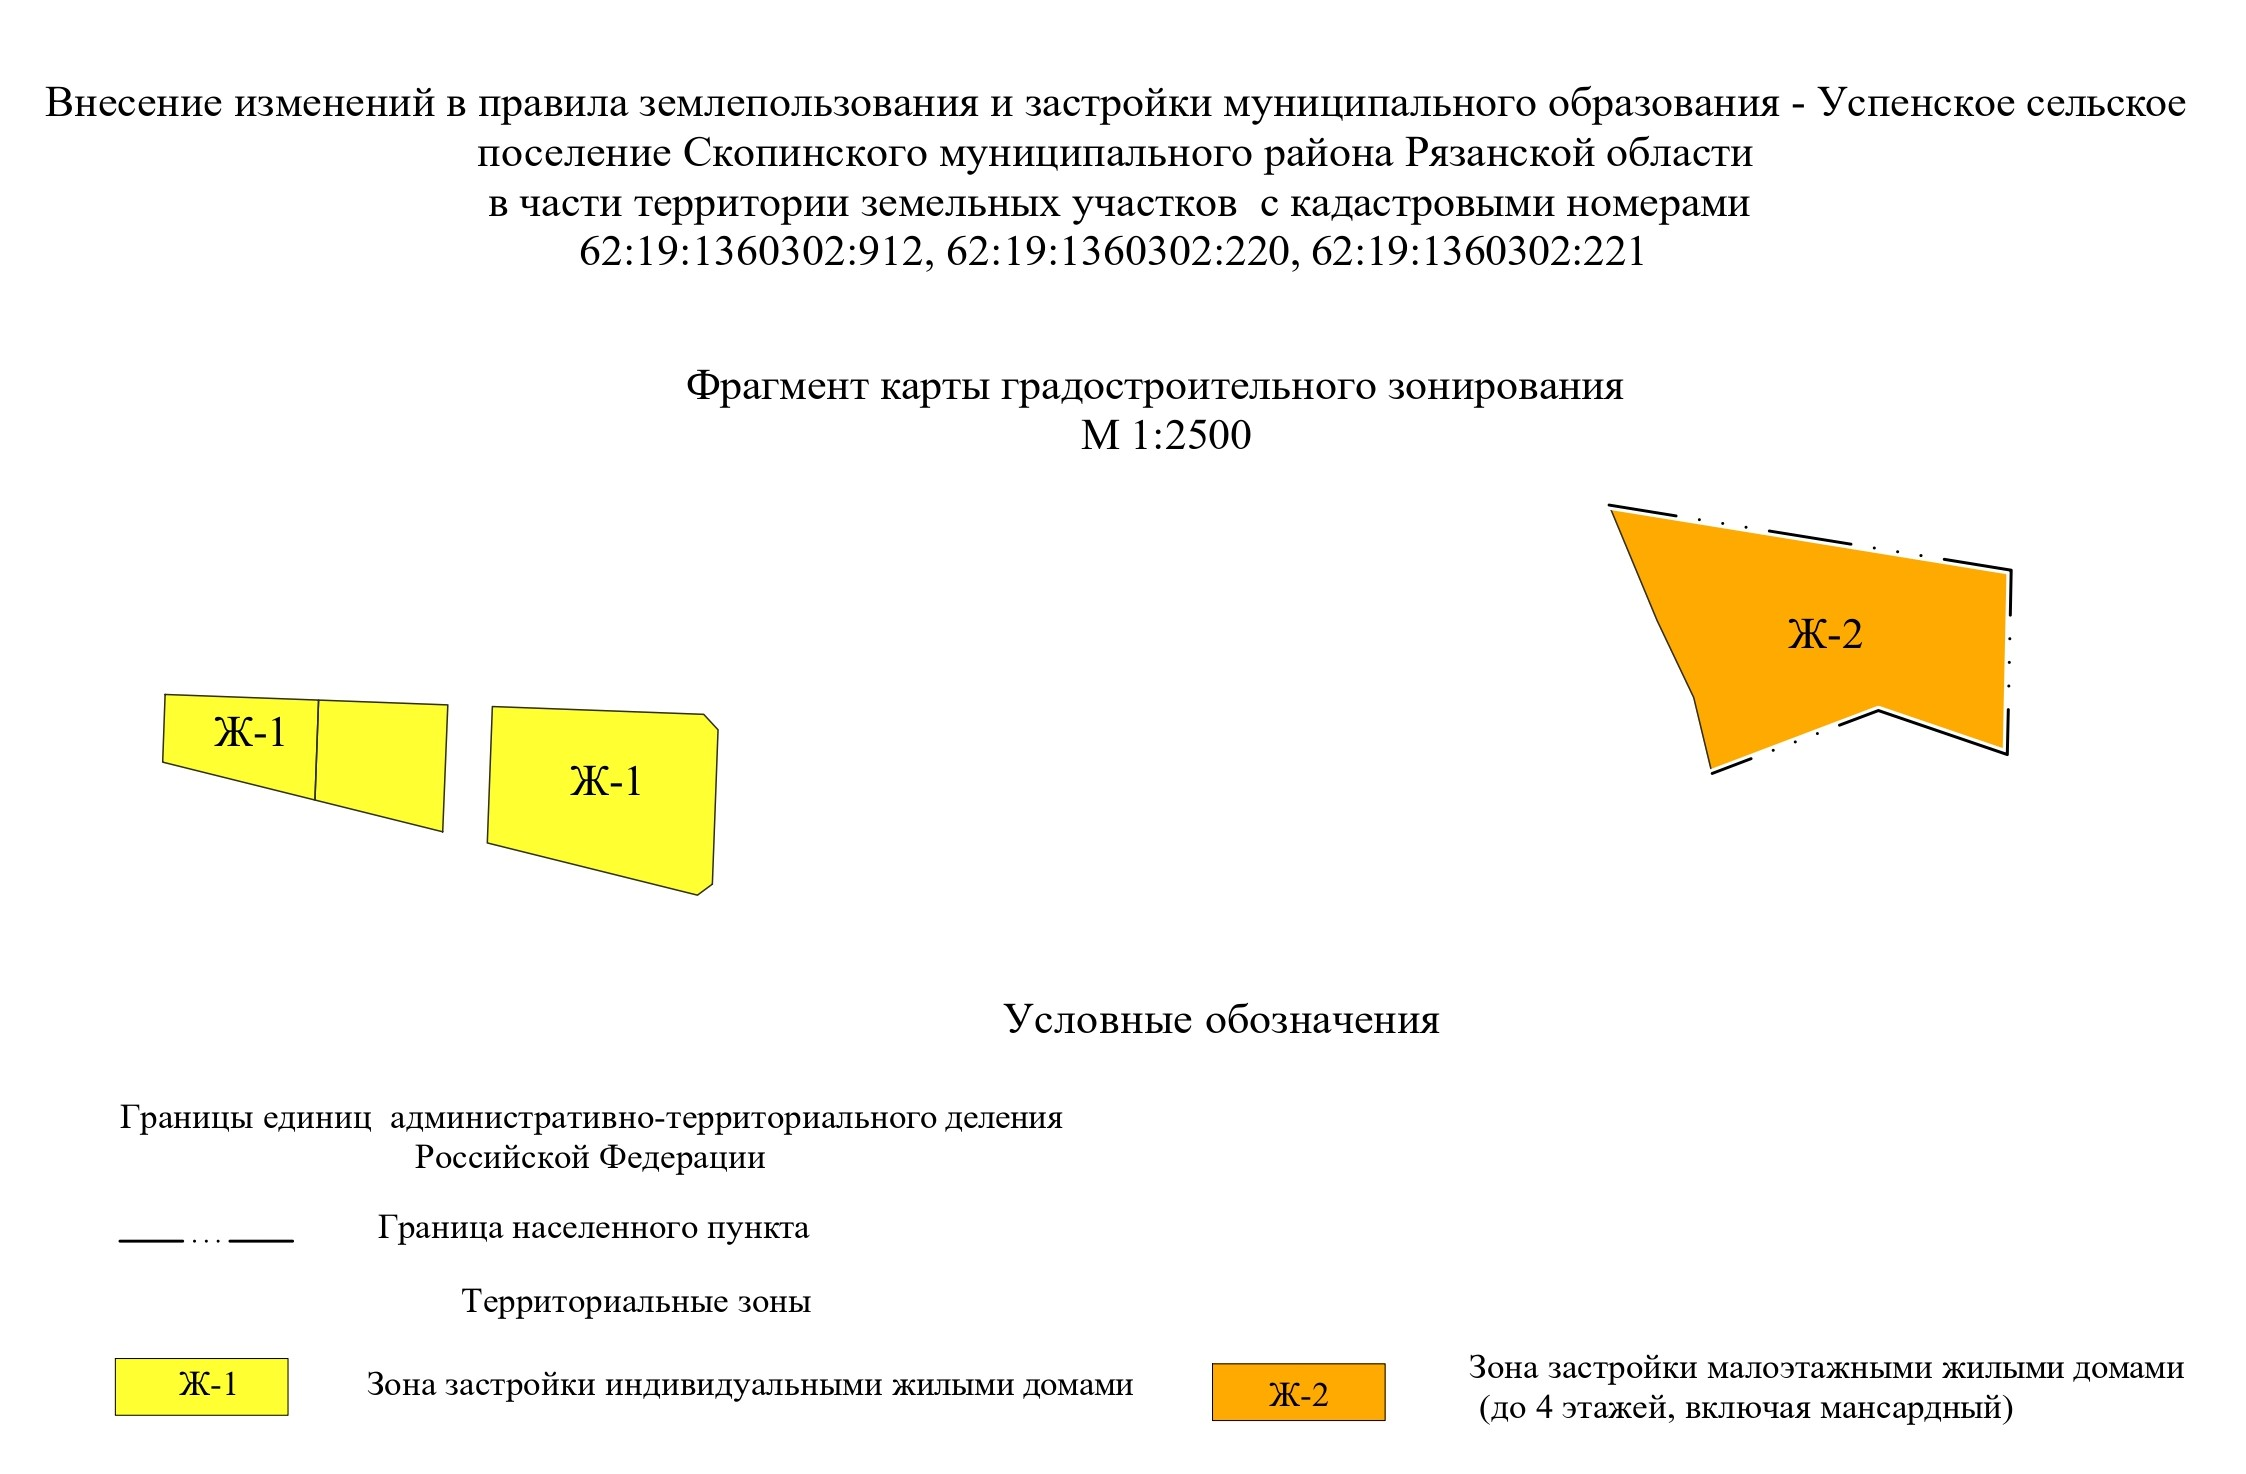 Внесение изменений в правила землепользования и застройки муниципального образования - Успенское сельское
поселение Скопинского муниципального района Рязанской области
в части территории земельных участков с кадастровыми номерами
62:19:1360302:912, 62:19:1360302:220, 62:19:1360302:221
Фрагмент карты градостроительного зонирования
М 1:2500
Ж-2
Ж-1
Ж-1
Условные обозначения
Границы единиц административно-территориального деления
Российской Федерации
Граница населенного пункта
Территориальные зоны
Ж-1
Зона застройки индивидуальными жилыми домами
Ж-2
Зона застройки малоэтажными жилыми домами
(до 4 этажей, включая мансардный)